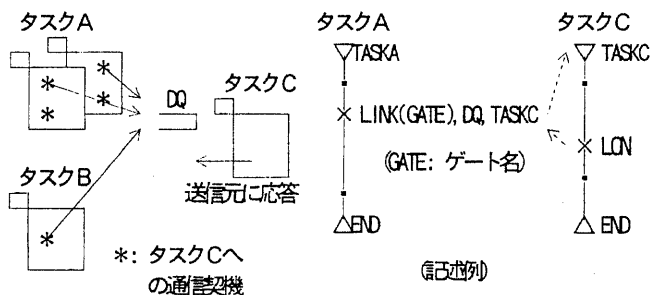 タスクA
タスクA
タスクC
▽TASKA
▽ TASKC
DQ
タスクC
× LINK(GATE), DQ, TASKC
× LON
(GATE: ゲート名)
タスクB
送信元に応答
△END
△ END
*: タスクCへ
の通信契機
(記述例)